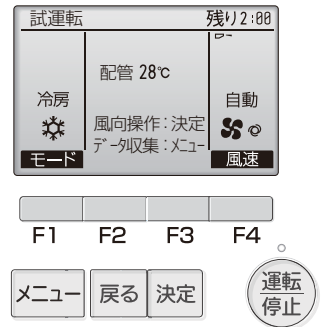 試運転 残り2:00
配管 28℃
冷房 自動
風向操作:決定
データ収集:メニュー
モード 風速
F1 F2 F3 F4
メニュー 戻る 決定 運転
停止